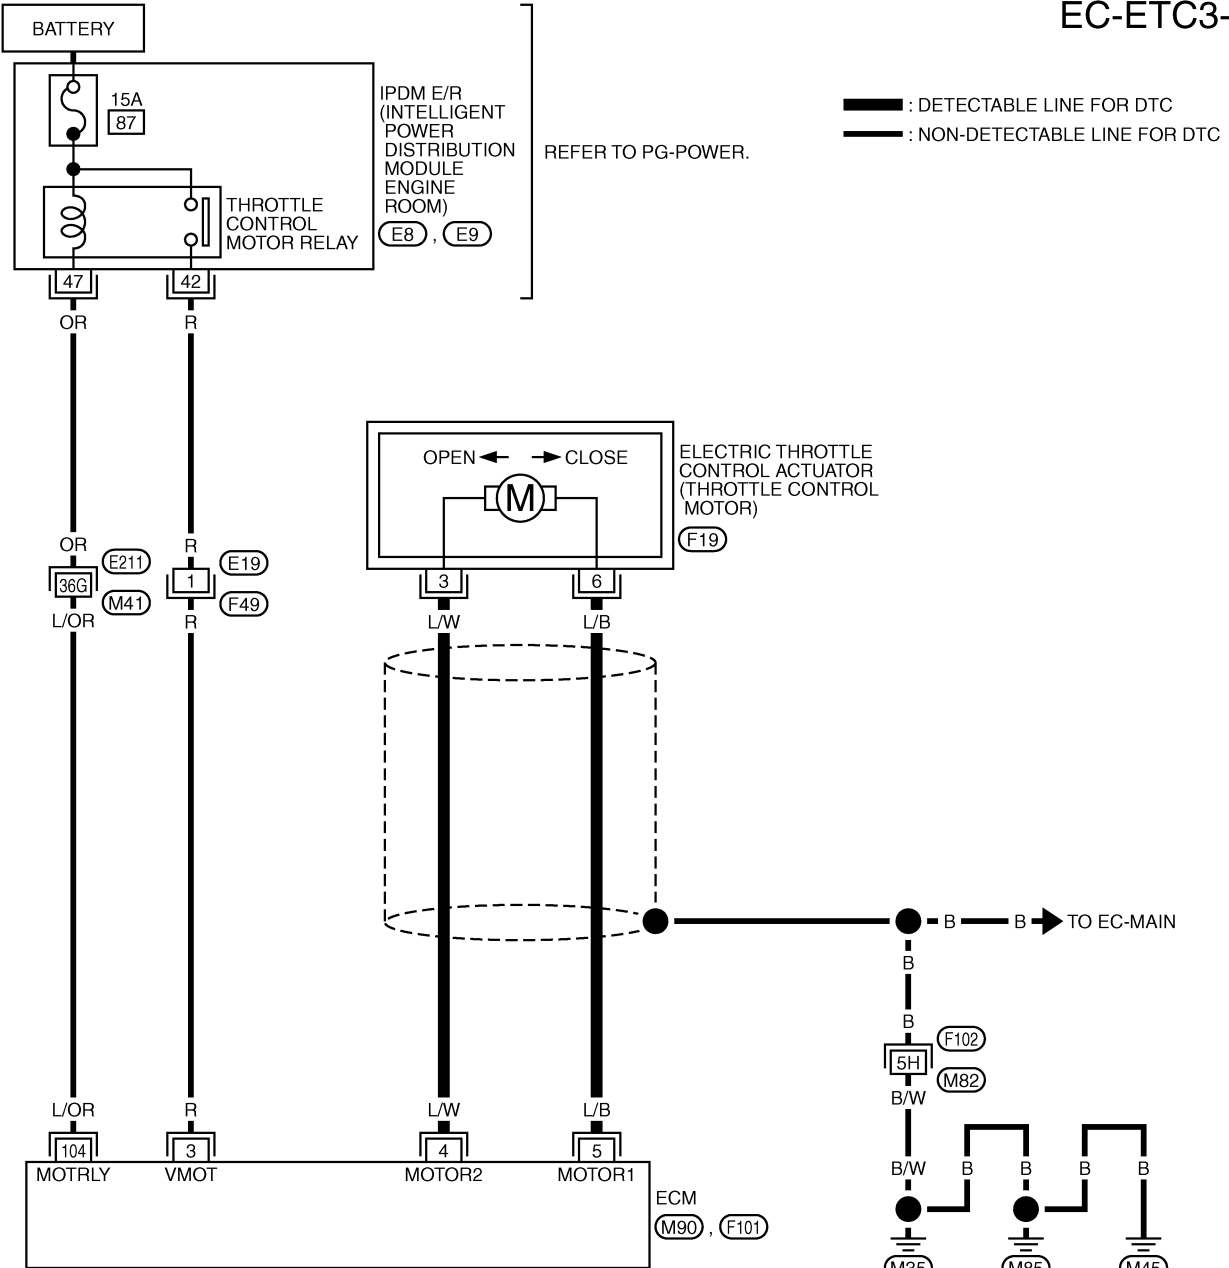 EC-ETC3-
BATTERY
15A
87
IPDM E/R
(INTELLIGENT
POWER
DISTRIBUTION
MODULE
ENGINE
ROOM)
E8 , E9
REFER TO PG-POWER.
: DETECTABLE LINE FOR DTC
: NON-DETECTABLE LINE FOR DTC
THROTTLE
CONTROL
MOTOR RELAY
47 42
OR R
OPEN CLOSE
M
ELECTRIC THROTTLE
CONTROL ACTUATOR
(THROTTLE CONTROL
MOTOR)
F19
OR R
E211 E19
36G 1 3 6
M41 F49
L/OR R L/W L/B
B B TO EC-MAIN
B
B
F102
5H
M82
B/W
L/OR R L/W L/B
104 3 4 5
MOTRLY VMOT MOTOR2 MOTOR1
B/W B B B B
ECM
M90 , F101
M35 M85 M45